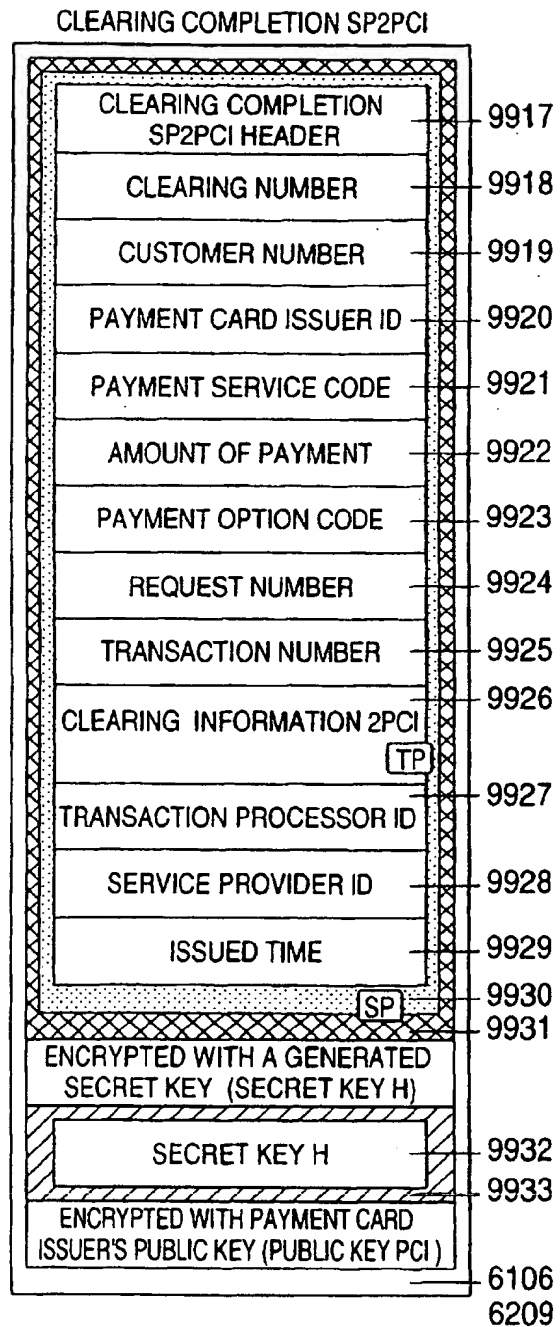 CLEARING COMPLETION SP2PCI
CLEARING COMPLETION
SP2PCI HEADER
9917
CLEARING NUMBER
9918
CUSTOMER NUMBER
9919
PAYMENT CARD ISSUER ID
9920
PAYMENT SERVICE CODE
9921
AMOUNT OF PAYMENT
9922
PAYMENT OPTION CODE
9923
REQUEST NUMBER
9924
TRANSACTION NUMBER
9925
9926
CLEARING INFORMATION 2PCI
TP
9927
TRANSACTION PROCESSOR ID
SERVICE PROVIDER ID
9928
ISSUED TIME
9929
SP
9930
9931
ENCRYPTED WITH A GENERATED
SECRET KEY (SECRET KEY H)
SECRET KEY H
9932
9933
ENCRYPTED WITH PAYMENT CARD
ISSUER'S PUBLIC KEY (PUBLIC KEY PCI )
6106
6209